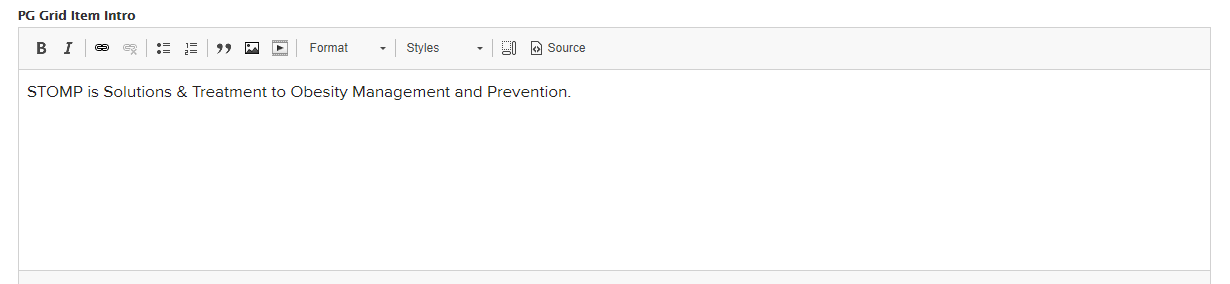 PG Grid Item Intro
B I Format Styles Source
STOMP is Solutions & Treatment to Obesity Management and Prevention.